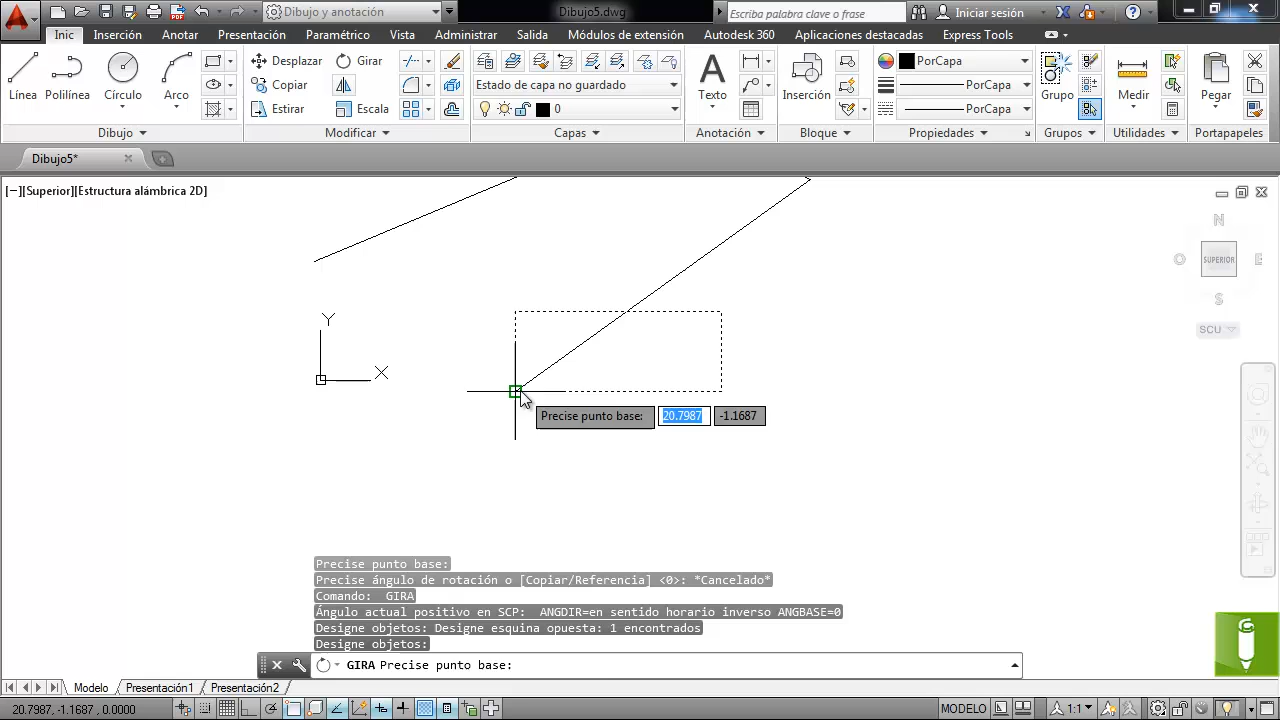 Dibujo y anotación
Dibujo5.dwg
Escriba palabra clave o frase
Iniciar sesión
Inic
Inserción
Anotar
Presentación
Paramétrico
Vista
Administrar
Salida
Módulos de extensión
Autodesk 360
Aplicaciones destacadas
Express Tools
Línea
Polilínea
Círculo
Arco
Desplazar
Girar
Copiar
Estirar
Escala
Estado de capa no guardado
0
Texto
Inserción
PorCapa
PorCapa
PorCapa
Grupo
Medir
Pegar
Dibujo
Modificar
Capas
Anotación
Bloque
Propiedades
Grupos
Utilidades
Portapapeles
Dibujo5*
[−][Superior][Estructura alámbrica 2D]
N
O
SUPERIOR
E
S
SCU
Y
X
Precise punto base:
20.7987
-1.1687
Precise punto base:
Precise ángulo de rotación o [Copiar/Referencia] <0>: *Cancelado*
Comando: GIRA
Ángulo actual positivo en SCP: ANGDIR=en sentido horario inverso ANGBASE=0
Designe objetos: Designe esquina opuesta: 1 encontrados
Designe objetos:
GIRA Precise punto base:
Modelo
Presentación1
Presentación2
20.7987, -1.1687 , 0.0000
MODELO
1:1